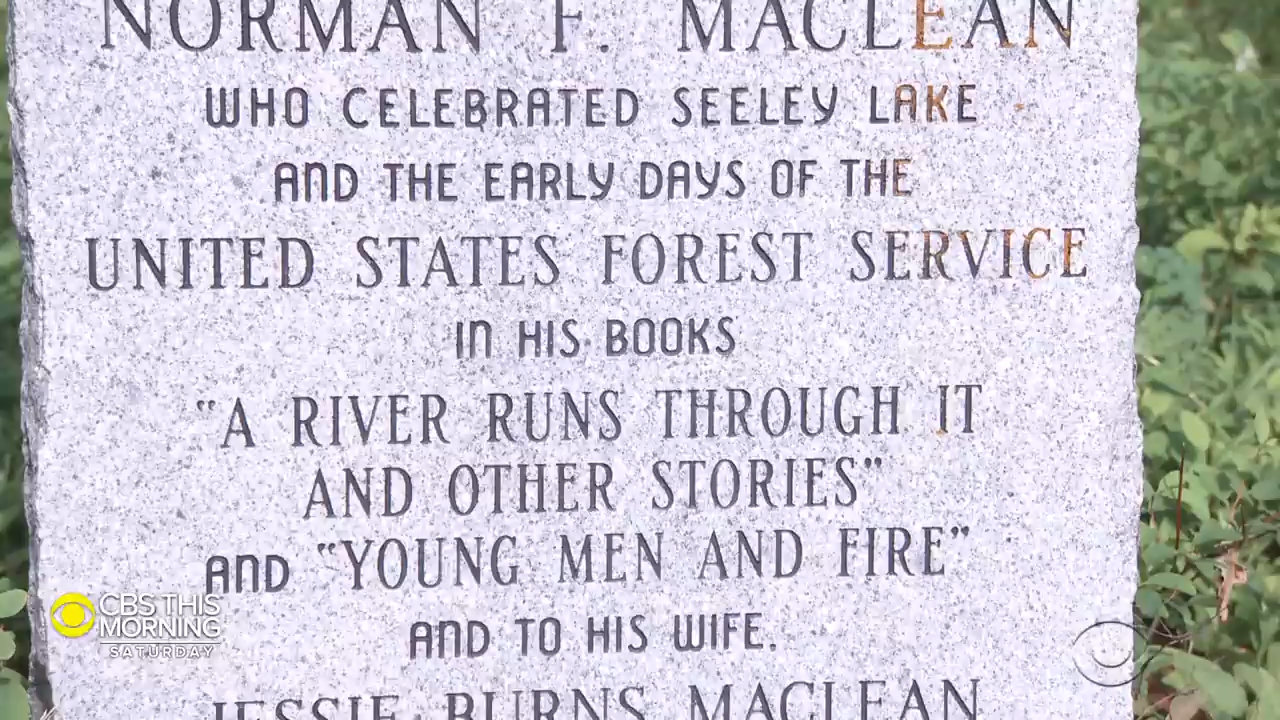 NORMAN F. MACLEAN
WHO CELEBRATED SEELEY LAKE
AND THE EARLY DAYS OF THE
UNITED STATES FOREST SERVICE
IN HIS BOOKS
“A RIVER RUNS THROUGH IT
AND OTHER STORIES”
AND “YOUNG MEN AND FIRE”
AND TO HIS WIFE.
JESSIE BURNS MACLEAN
CBS THIS
MORNING
SATURDAY